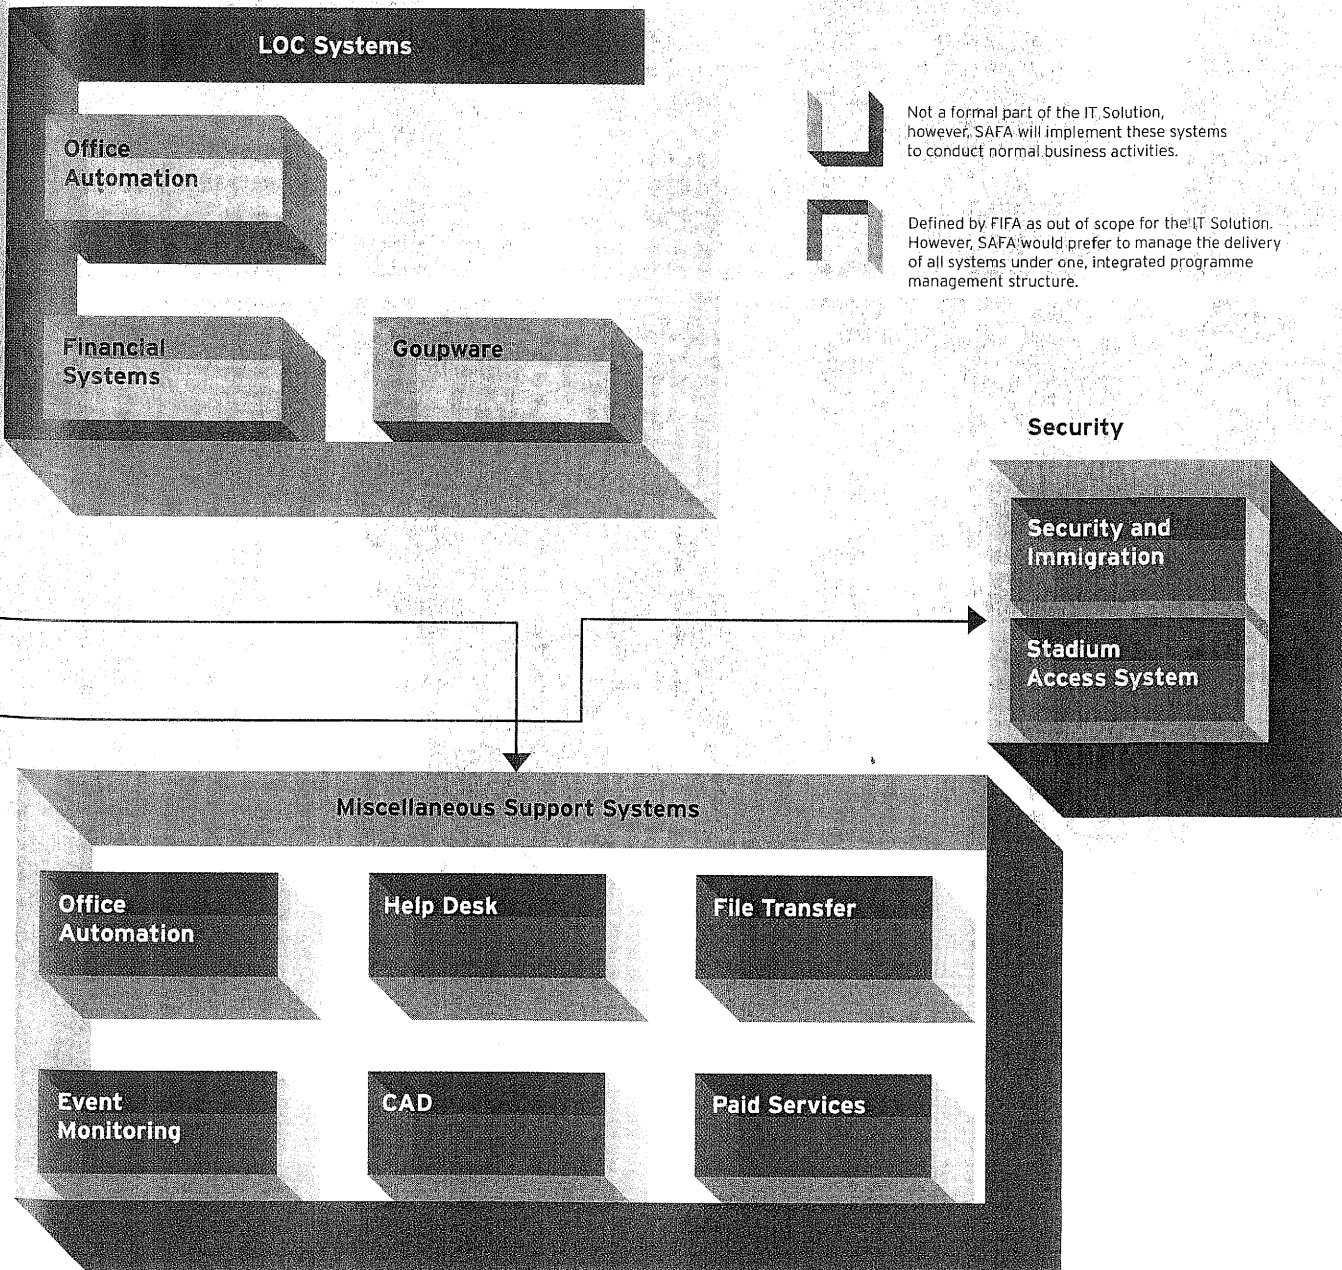 LOC Systems
Office
Automation
Financial
Systems
Goupware
Not a formal part of the IT Solution,
however, SAFA will implement these systems
to conduct normal business activities.
Defined by FIFA as out of scope for the IT Solution.
However, SAFA would prefer to manage the delivery
of all systems under one, integrated programme
management structure.
Security
Security and
Immigration
Stadium
Access System
Miscellaneous Support Systems
Office
Automation
Help Desk
File Transfer
Event
Monitoring
CAD
Paid Services